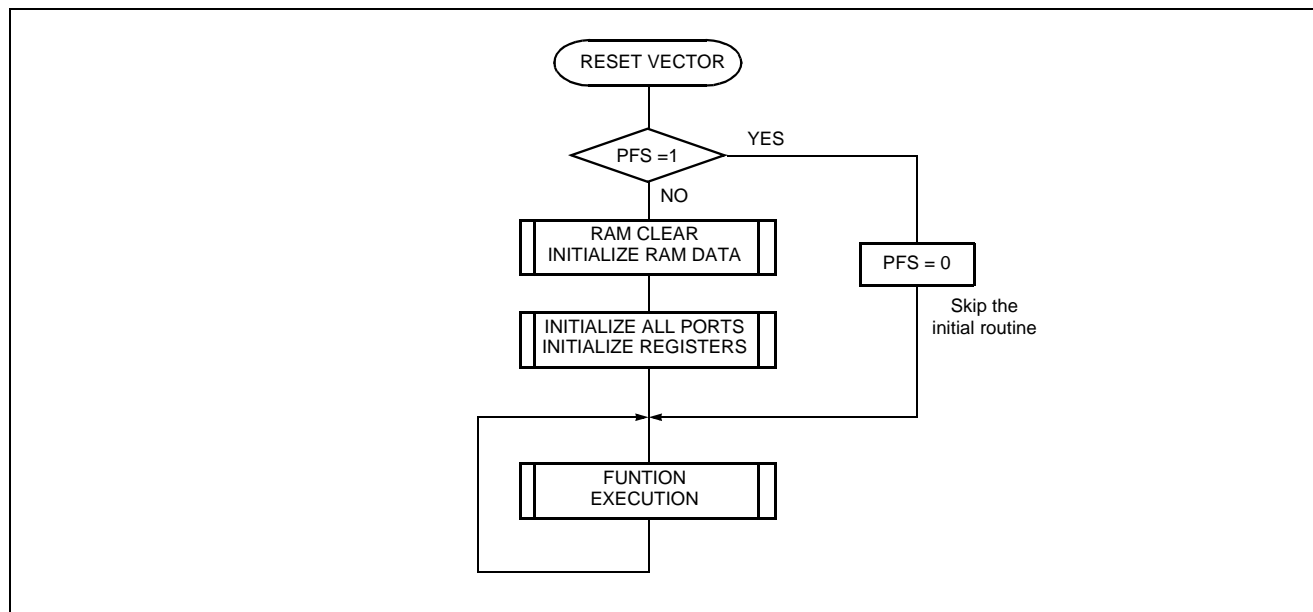 RESET VECTOR
YES
PFS =1
NO
RAM CLEAR
INITIALIZE RAM DATA
PFS = 0
Skip the
initial routine
INITIALIZE ALL PORTS
INITIALIZE REGISTERS
FUNTION
EXECUTION